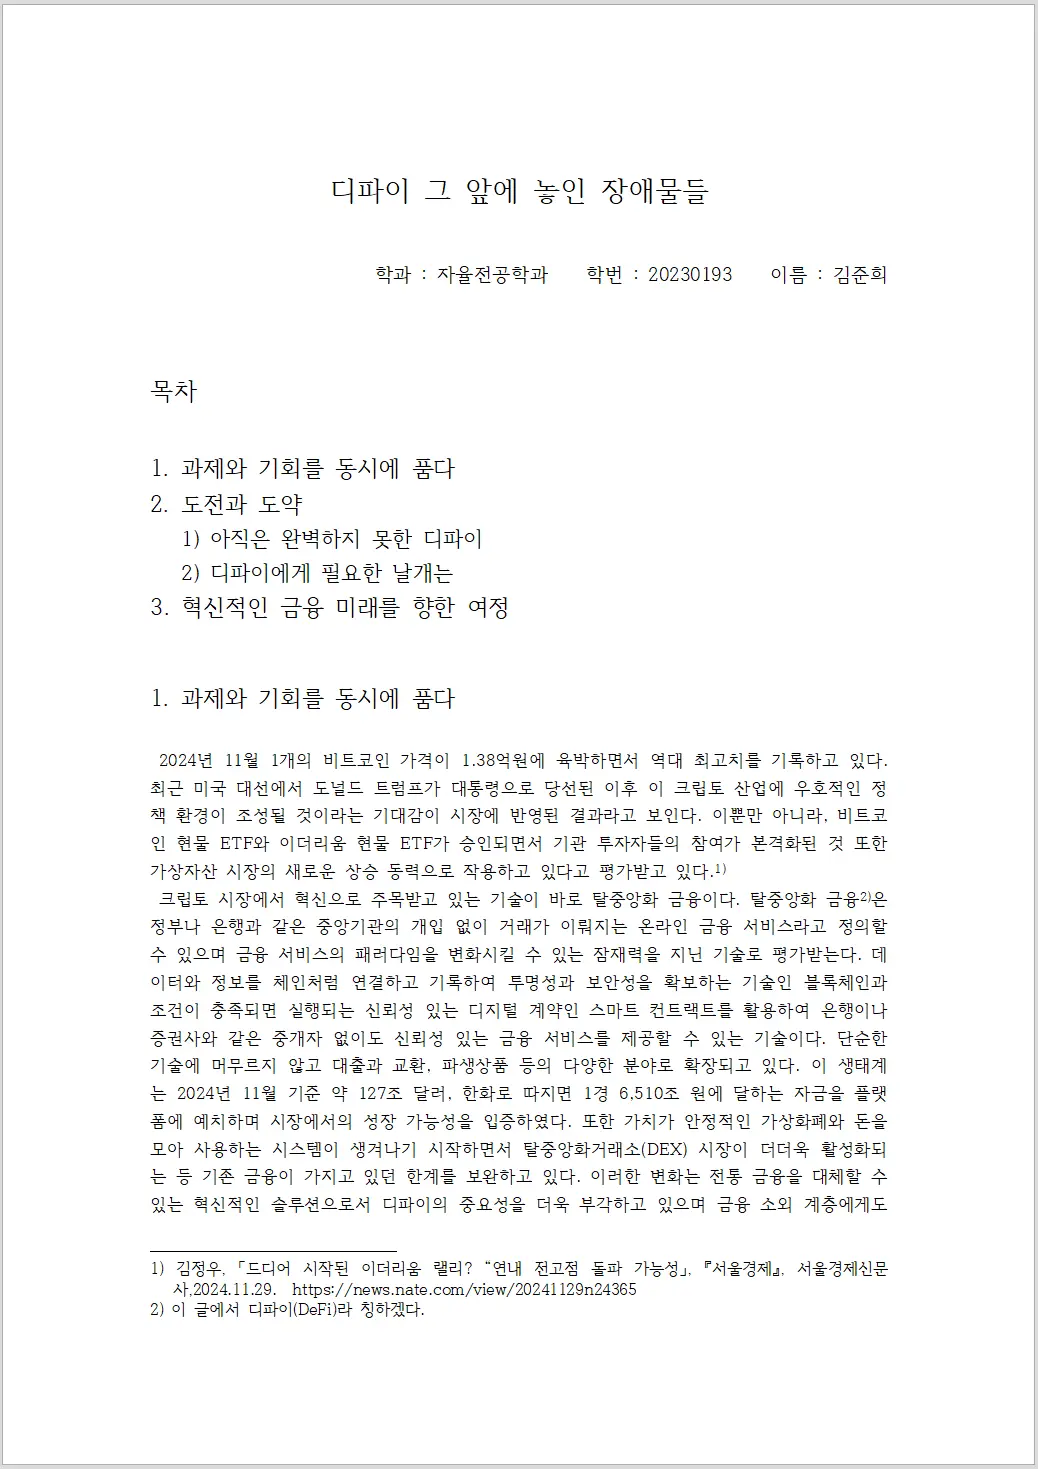 디파이 그 앞에 놓인 장애물들
학과 : 자율전공학과 학번 : 20230193 이름 : 김준희
목차
1. 과제와 기회를 동시에 품다
2. 도전과 도약
1) 아직은 완벽하지 못한 디파이
2) 디파이에게 필요한 날개는
3. 혁신적인 금융 미래를 향한 여정
1. 과제와 기회를 동시에 품다
2024년 11월 1개의 비트코인 가격이 1.38억원에 육박하면서 역대 최고치를 기록하고 있다.
최근 미국 대선에서 도널드 트럼프가 대통령으로 당선된 이후 이 크립토 산업에 우호적인 정
책 환경이 조성될 것이라는 기대감이 시장에 반영된 결과라고 보인다. 이뿐만 아니라, 비트코
인 현물 ETF와 이더리움 현물 ETF가 승인되면서 기관 투자자들의 참여가 본격화된 것 또한
가상자산 시장의 새로운 상승 동력으로 작용하고 있다고 평가받고 있다.1)
크립토 시장에서 혁신으로 주목받고 있는 기술이 바로 탈중앙화 금융이다. 탈중앙화 금융2)은
정부나 은행과 같은 중앙기관의 개입 없이 거래가 이뤄지는 온라인 금융 서비스라고 정의할
수 있으며 금융 서비스의 패러다임을 변화시킬 수 있는 잠재력을 지닌 기술로 평가받는다. 데
이터와 정보를 체인처럼 연결하고 기록하여 투명성과 보안성을 확보하는 기술인 블록체인과
조건이 충족되면 실행되는 신뢰성 있는 디지털 계약인 스마트 컨트랙트를 활용하여 은행이나
증권사와 같은 중개자 없이도 신뢰성 있는 금융 서비스를 제공할 수 있는 기술이다. 단순한
기술에 머무르지 않고 대출과 교환, 파생상품 등의 다양한 분야로 확장되고 있다. 이 생태계
는 2024년 11월 기준 약 127조 달러, 한화로 따지면 1경 6,510조 원에 달하는 자금을 플랫
폼에 예치하며 시장에서의 성장 가능성을 입증하였다. 또한 가치가 안정적인 가상화폐와 돈을
모아 사용하는 시스템이 생겨나기 시작하면서 탈중앙화거래소(DEX) 시장이 더더욱 활성화되
는 등 기존 금융이 가지고 있던 한계를 보완하고 있다. 이러한 변화는 전통 금융을 대체할 수
있는 혁신적인 솔루션으로서 디파이의 중요성을 더욱 부각하고 있으며 금융 소외 계층에게도
1) 김정우, 「드디어 시작된 이더리움 랠리? “연내 전고점 돌파 가능성」, 『서울경제』, 서울경제신문
사,2024.11.29. https://news.nate.com/view/20241129n24365
2) 이 글에서 디파이(DeFi)라 칭하겠다.